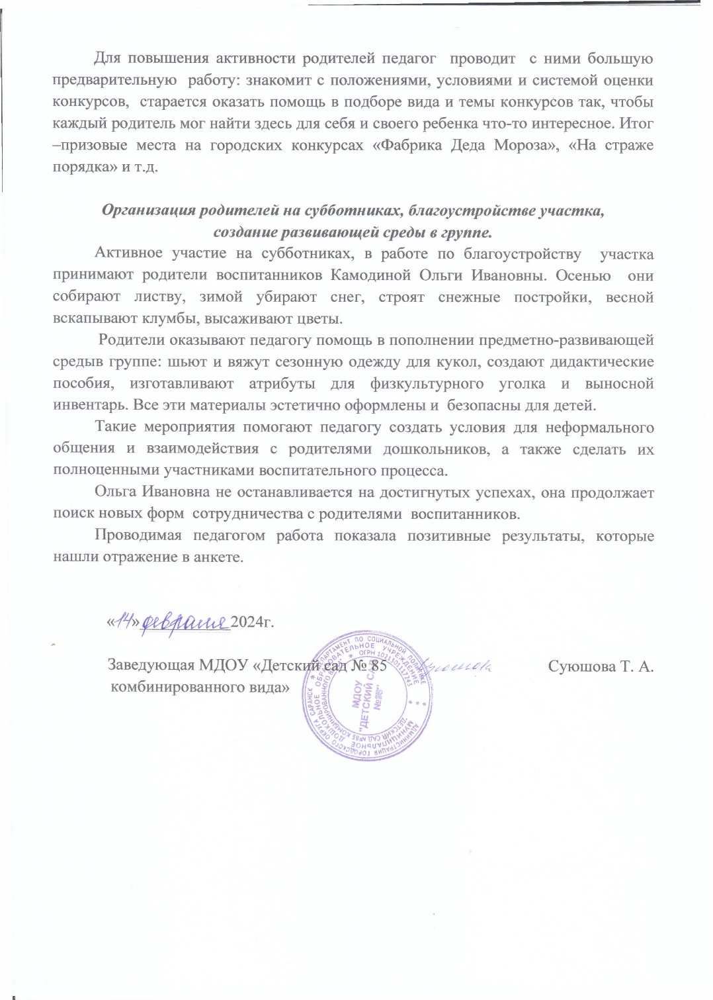 Для повышения активности родителей педагог проводит с ними большую
предварительную работу: знакомит с положениями, условиями и системой оценки
конкурсов, старается оказать помощь в подборе вида и темы конкурсов так, чтобы
каждый родитель мог найти здесь для себя и своего ребенка что-то интересное. Итог
–призовые места на городских конкурсах «Фабрика Деда Мороза», «На страже
порядка» и т.д.
Организация родителей на субботниках, благоустройстве участка,
создание развивающей среды в группе.
Активное участие на субботниках, в работе по благоустройству участка
принимают родители воспитанников Камодиной Ольги Ивановны. Осенью они
собирают листву, зимой убирают снег, строят снежные постройки, весной
вскапывают клумбы, высаживают цветы.
Родители оказывают педагогу помощь в пополнении предметно-развивающей
средыв группе: шьют и вяжут сезонную одежду для кукол, создают дидактические
пособия, изготавливают атрибуты для физкультурного уголка и выносной
инвентарь. Все эти материалы эстетично оформлены и безопасны для детей.
Такие мероприятия помогают педагогу создать условия для неформального
общения и взаимодействия с родителями дошкольников, а также сделать их
полноценными участниками воспитательного процесса.
Ольга Ивановна не останавливается на достигнутых успехах, она продолжает
поиск новых форм сотрудничества с родителями воспитанников.
Проводимая педагогом работа показала позитивные результаты, которые
нашли отражение в анкете.
«14» февраля 2024г.
Заведующая МДОУ «Детский сад № 85 Суюшова Т. А.
комбинированного вида»
АДМИНИСТРАЦИЯ ГОРОДСКОГО ОКРУГА САРАНСК * ДЕПАРТАМЕНТ ПО СОЦИАЛЬНОЙ ПОЛИТИКЕ *
МУНИЦИПАЛЬНОЕ ДОШКОЛЬНОЕ ОБРАЗОВАТЕЛЬНОЕ УЧРЕЖДЕНИЕ *
"ДЕТСКИЙ САД №85 КОМБИНИРОВАННОГО ВИДА" * ОГРН 1021301117743 *
МДОУ
"ДЕТСКИЙ САД
№85"